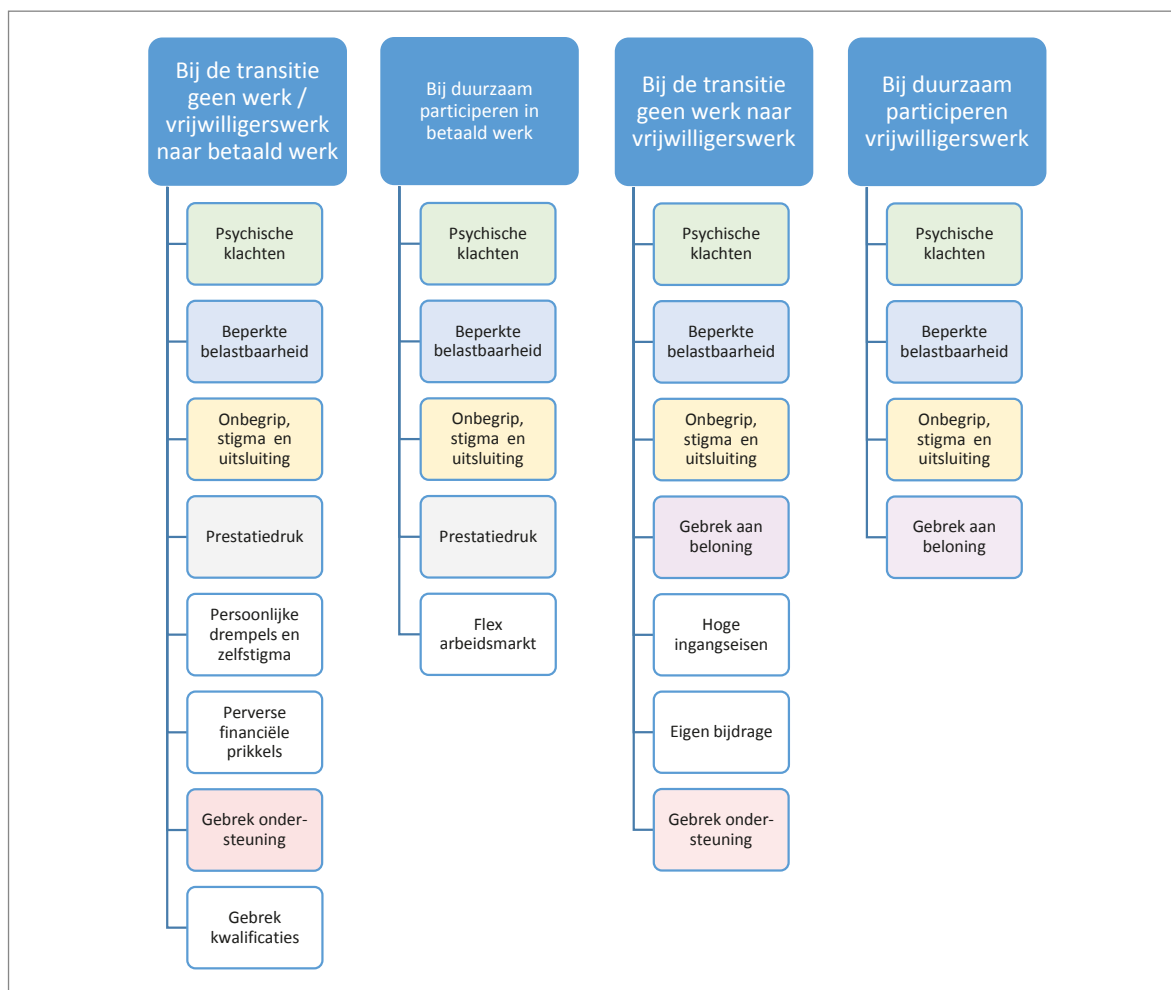 Bij de transitie
geen werk /
vrijwilligerswerk
naar betaald werk
Psychische
klachten
Beperkte
belastbaarheid
Onbegrip,
stigma en
uitsluiting
Prestatiedruk
Persoonlijke
drempels en
zelfstigma
Perverse
financiële
prikkels
Gebrek onder-
steuning
Gebrek
kwalificaties
Bij duurzaam
participeren in
betaald werk
Psychische
klachten
Beperkte
belastbaarheid
Onbegrip,
stigma en
uitsluiting
Prestatiedruk
Flex
arbeidsmarkt
Bij de transitie
geen werk naar
vrijwilligerswerk
Psychische
klachten
Beperkte
belastbaarheid
Onbegrip,
stigma en
uitsluiting
Gebrek aan
beloning
Hoge
ingangseisen
Eigen bijdrage
Gebrek onder-
steuning
Bij duurzaam
participeren
vrijwilligerswerk
Psychische
klachten
Beperkte
belastbaarheid
Onbegrip,
stigma en
uitsluiting
Gebrek aan
beloning